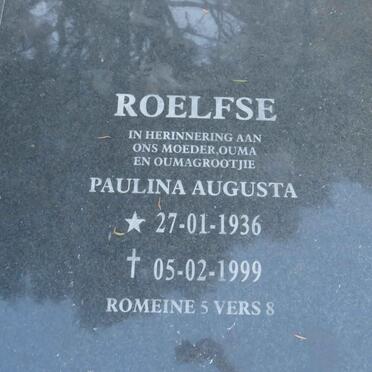 ROELFSE
IN HERINNERING AAN
ONS MOEDER,OUMA
EN OUMAGROOTJIE
PAULINA AUGUSTA
★ 27-01-1936
† 05-02-1999
ROMEINE 5 VERS 8